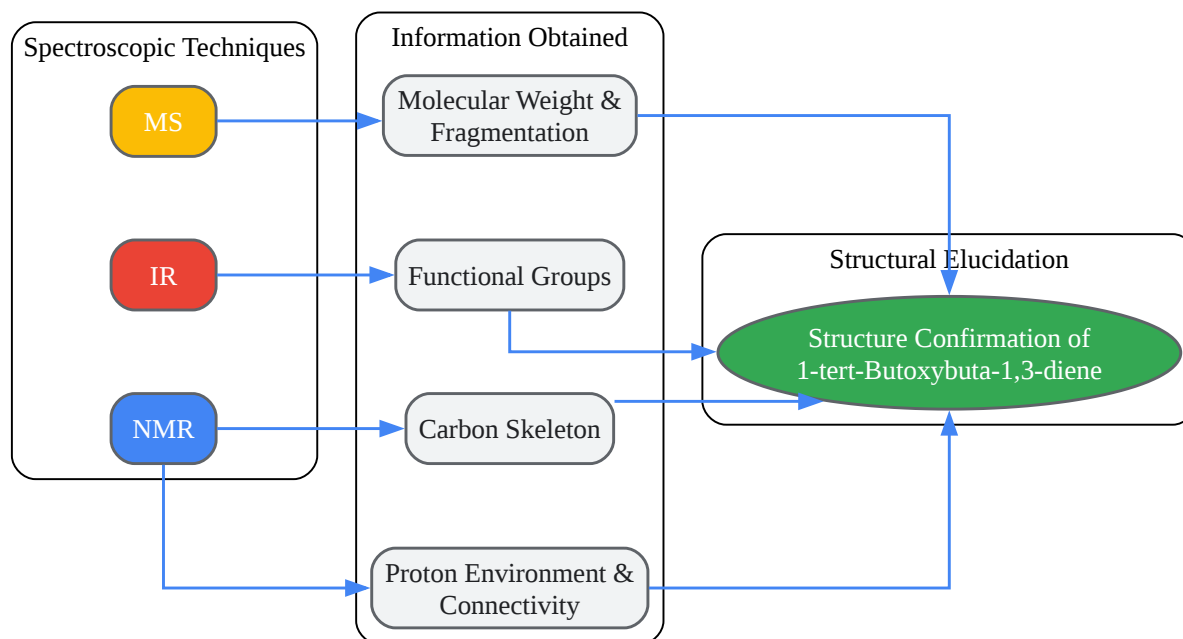 Spectroscopic Techniques
MS
IR
NMR
Information Obtained
Molecular Weight &
Fragmentation
Functional Groups
Carbon Skeleton
Proton Environment &
Connectivity
Structural Elucidation
Structure Confirmation of
1-tert-Butoxybuta-1,3-diene